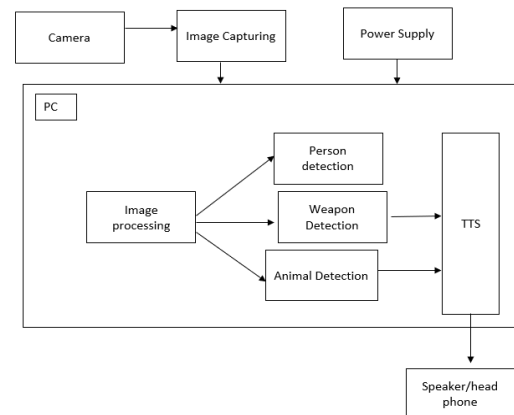 Camera
Image Capturing
Power Supply
PC
Person
detection
Image
processing
Weapon
Detection
TTS
Animal Detection
Speaker/head
phone